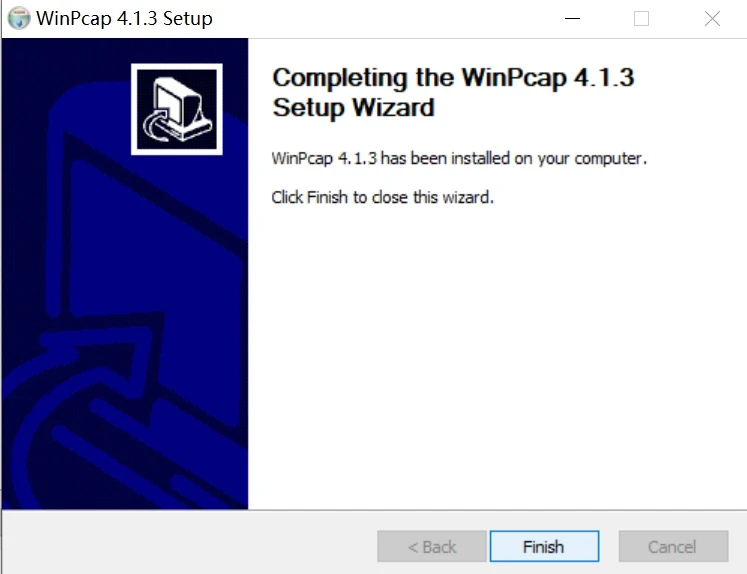 WinPcap 4.1.3 Setup
Completing the WinPcap 4.1.3
Setup Wizard
WinPcap 4.1.3 has been installed on your computer.
Click Finish to close this wizard.
< Back
Finish
Cancel